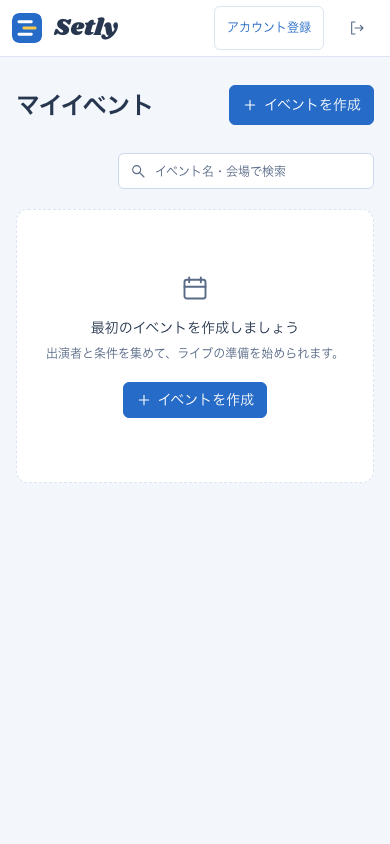 Setly
アカウント登録
マイイベント
イベントを作成
イベント名・会場で検索
最初のイベントを作成しましょう
出演者と条件を集めて、ライブの準備を始められます。
イベントを作成